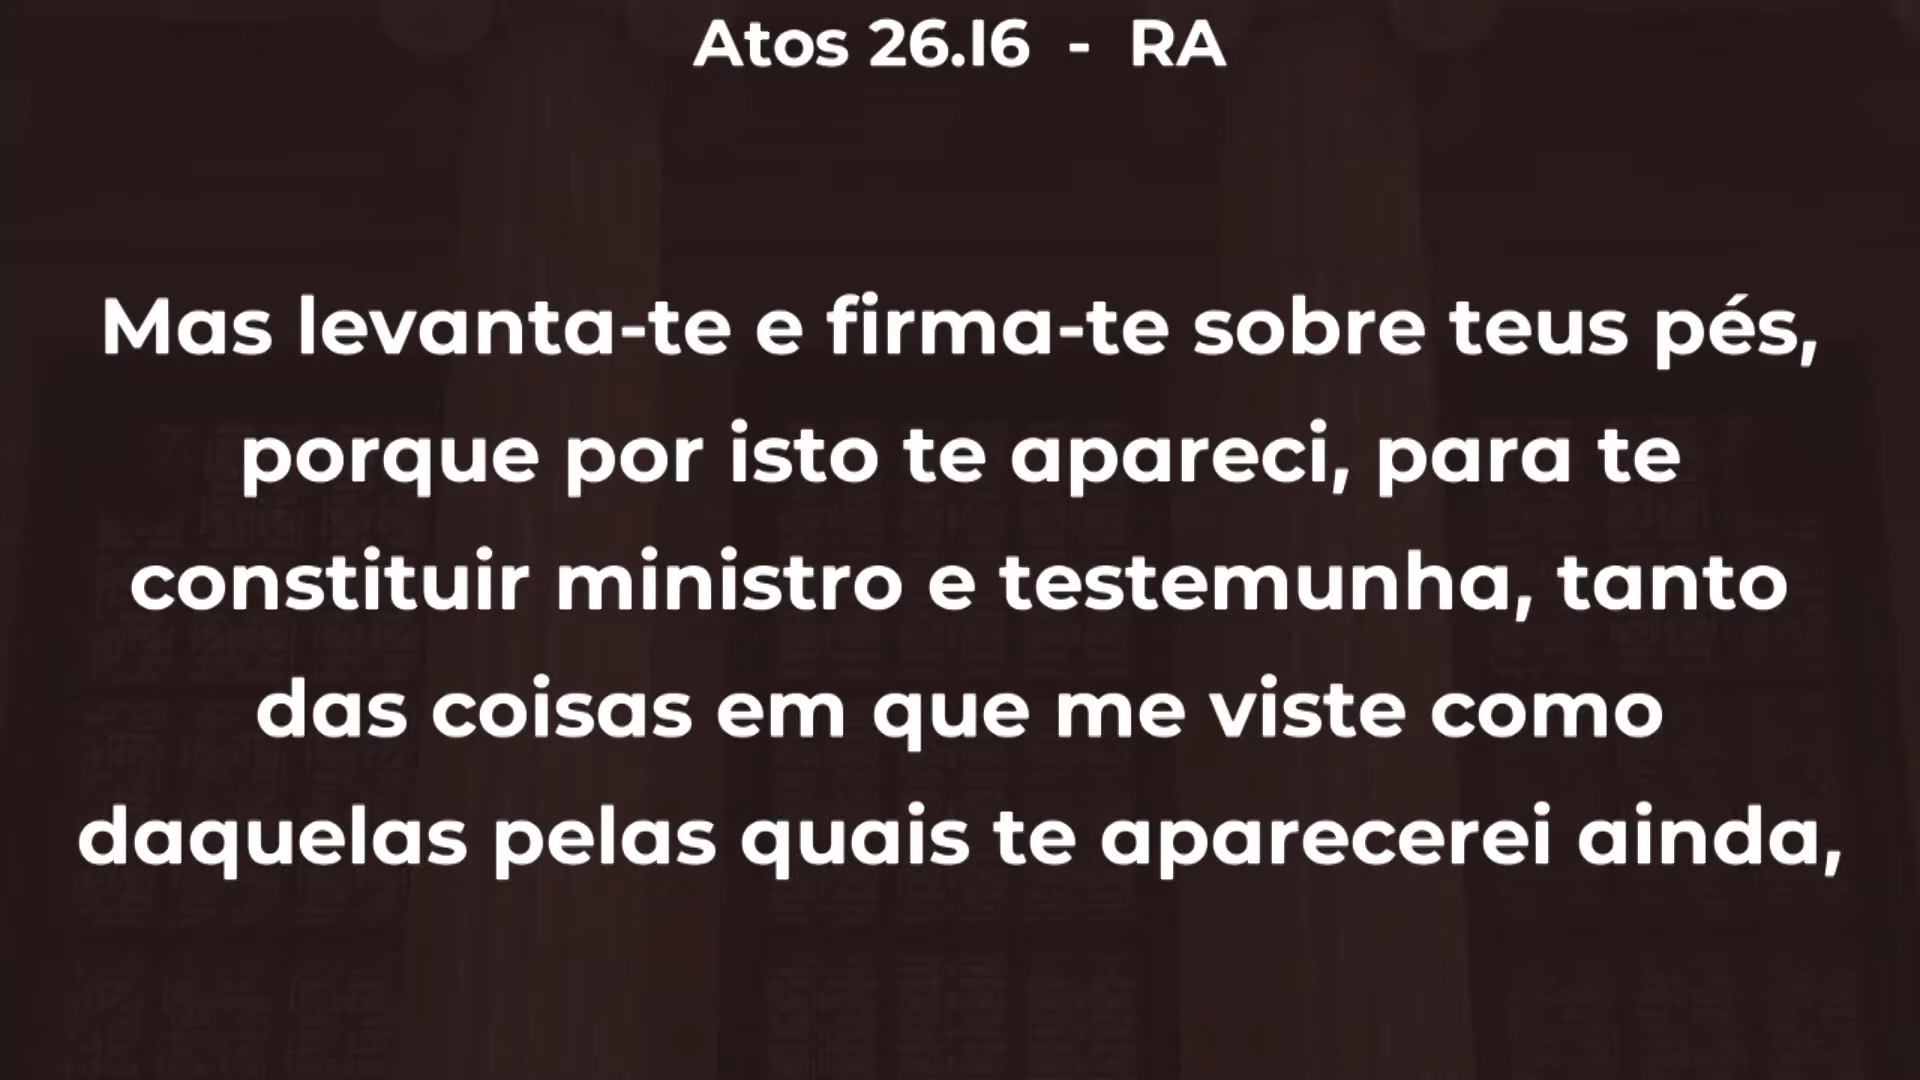 Atos 26.I6 - RA
Mas levanta-te e firma-te sobre teus pés,
porque por isto te apareci, para te
constituir ministro e testemunha, tanto
das coisas em que me viste como
daquelas pelas quais te aparecerei ainda,